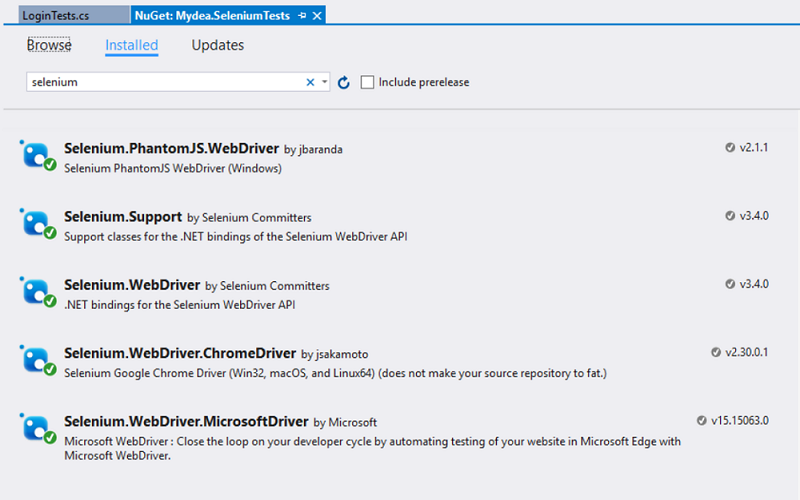 LoginTests.cs NuGet: Mydea.SeleniumTests
Browse Installed Updates
selenium Include prerelease
Selenium.PhantomJS.WebDriver by jbaranda v2.1.1
Selenium PhantomJS WebDriver (Windows)
Selenium.Support by Selenium Committers v3.4.0
Support classes for the .NET bindings of the Selenium WebDriver API
Selenium.WebDriver by Selenium Committers v3.4.0
.NET bindings for the Selenium WebDriver API
Selenium.WebDriver.ChromeDriver by jsakamoto v2.30.0.1
Selenium Google Chrome Driver (Win32, macOS, and Linux64) (does not make your source repository to fat.)
Selenium.WebDriver.MicrosoftDriver by Microsoft v15.15063.0
Microsoft WebDriver : Close the loop on your developer cycle by automating testing of your website in Microsoft Edge with
Microsoft WebDriver.